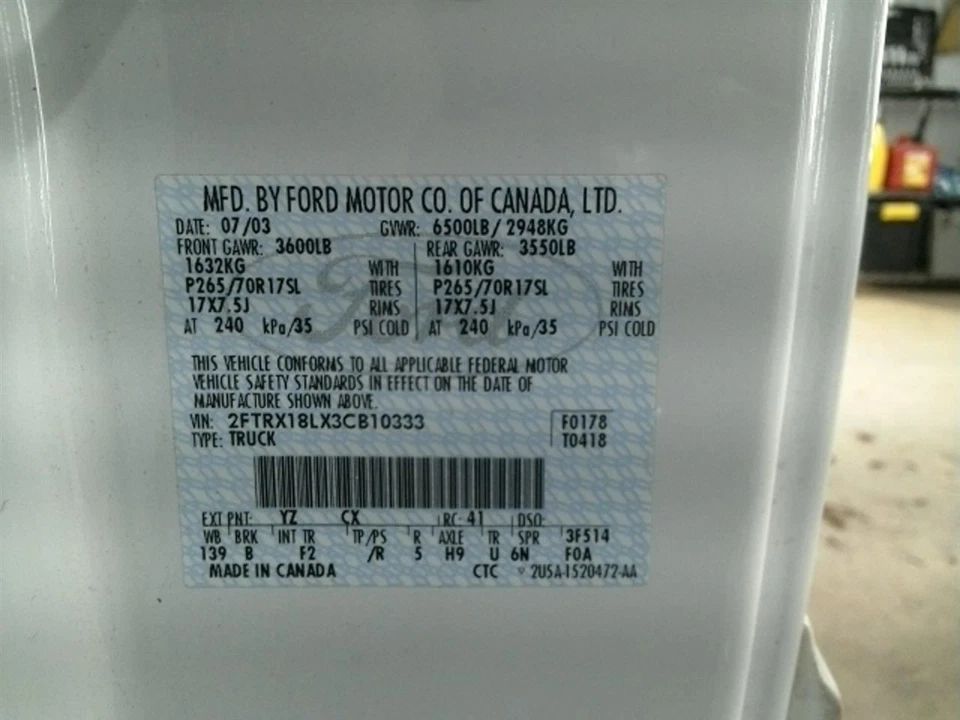 MFD. BY FORD MOTOR CO. OF CANADA, LTD.
DATE: 07/03 GVWR: 6500LB/ 2948KG
FRONT GAWR: 3600LB REAR GAWR: 3550LB
1632KG WITH 1610KG WITH
P265/70R17SL TIRES P265/70R17SL TIRES
17X7.5J RIMS 17X7.5J RIMS
AT 240 kPa/35 PSI COLD AT 240 kPa/35 PSI COLD
Ford
THIS VEHICLE CONFORMS TO ALL APPLICABLE FEDERAL MOTOR
VEHICLE SAFETY STANDARDS IN EFFECT ON THE DATE OF
MANUFACTURE SHOWN ABOVE.
VIN: 2FTRX18LX3CB10333 F0178
TYPE: TRUCK T0418
EXT PNT: YZ CX RC: 41 DSO:
WB BRK INT TR TP/PS R AXLE TR SPR 3F514
139 B F2 /R 5 H9 U 6N F0A
MADE IN CANADA CTC 2U5A-1520472-AA